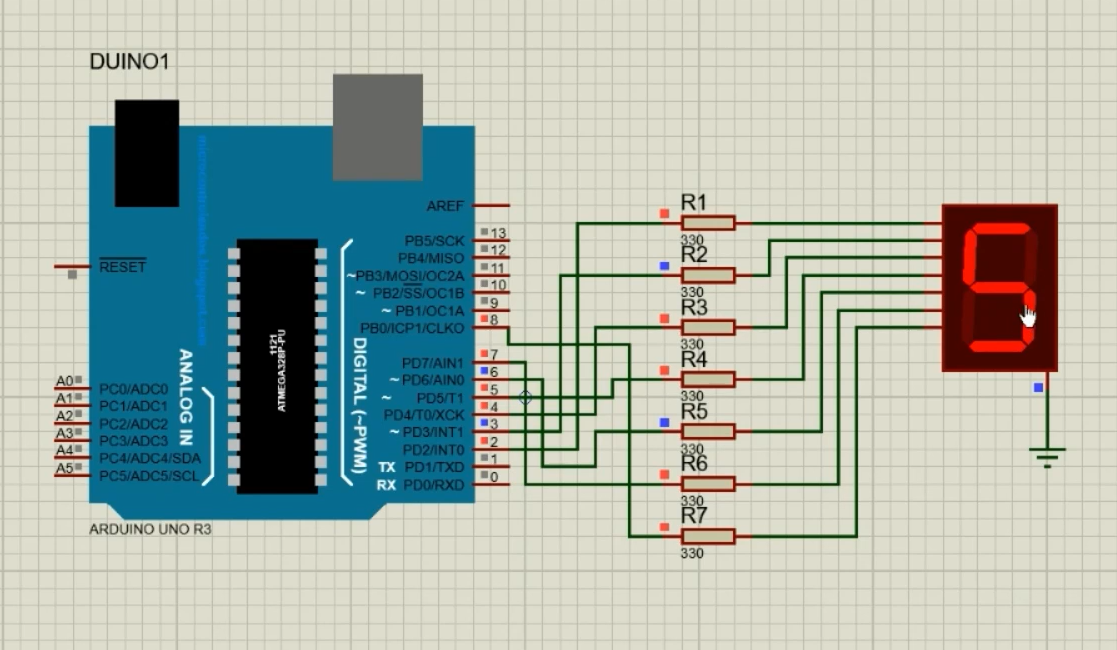 DUINO1
AREF
13
PB5/SCK
12
PB4/MISO
11
~PB3/MOSI/OC2A
10
~ PB2/SS/OC1B
9
~ PB1/OC1A
8
PB0/ICP1/CLKO
7
PD7/AIN1
6
~ PD6/AIN0
5
~ PD5/T1
4
PD4/T0/XCK
3
~ PD3/INT1
2
PD2/INT0
1
TX PD1/TXD
0
RX PD0/RXD
RESET
1121
ATMEGA328P-PU
DIGITAL (~PWM)
ANALOG IN
A0 PC0/ADC0
A1 PC1/ADC1
A2 PC2/ADC2
A3 PC3/ADC3
A4 PC4/ADC4/SDA
A5 PC5/ADC5/SCL
ARDUINO UNO R3
R1
330
R2
330
R3
330
R4
330
R5
330
R6
330
R7
330
5